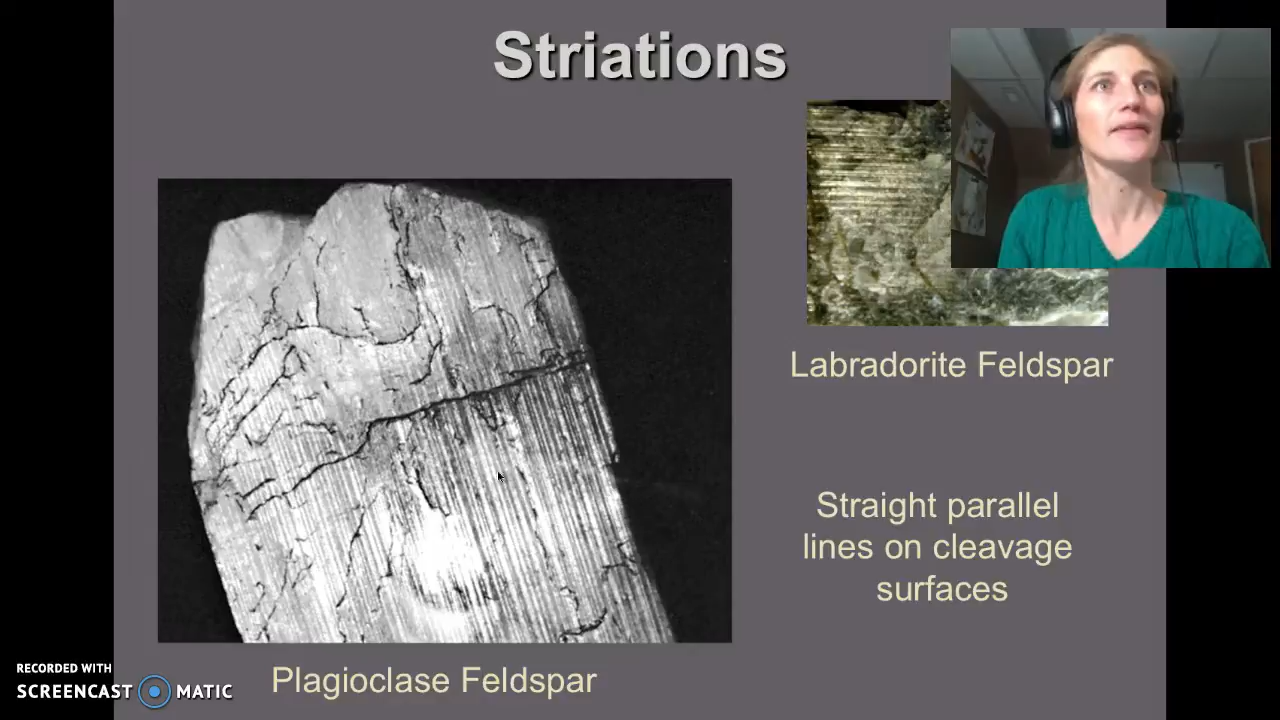 Striations
Labradorite Feldspar
Straight parallel
lines on cleavage
surfaces
Plagioclase Feldspar
RECORDED WITH
SCREENCAST MATIC